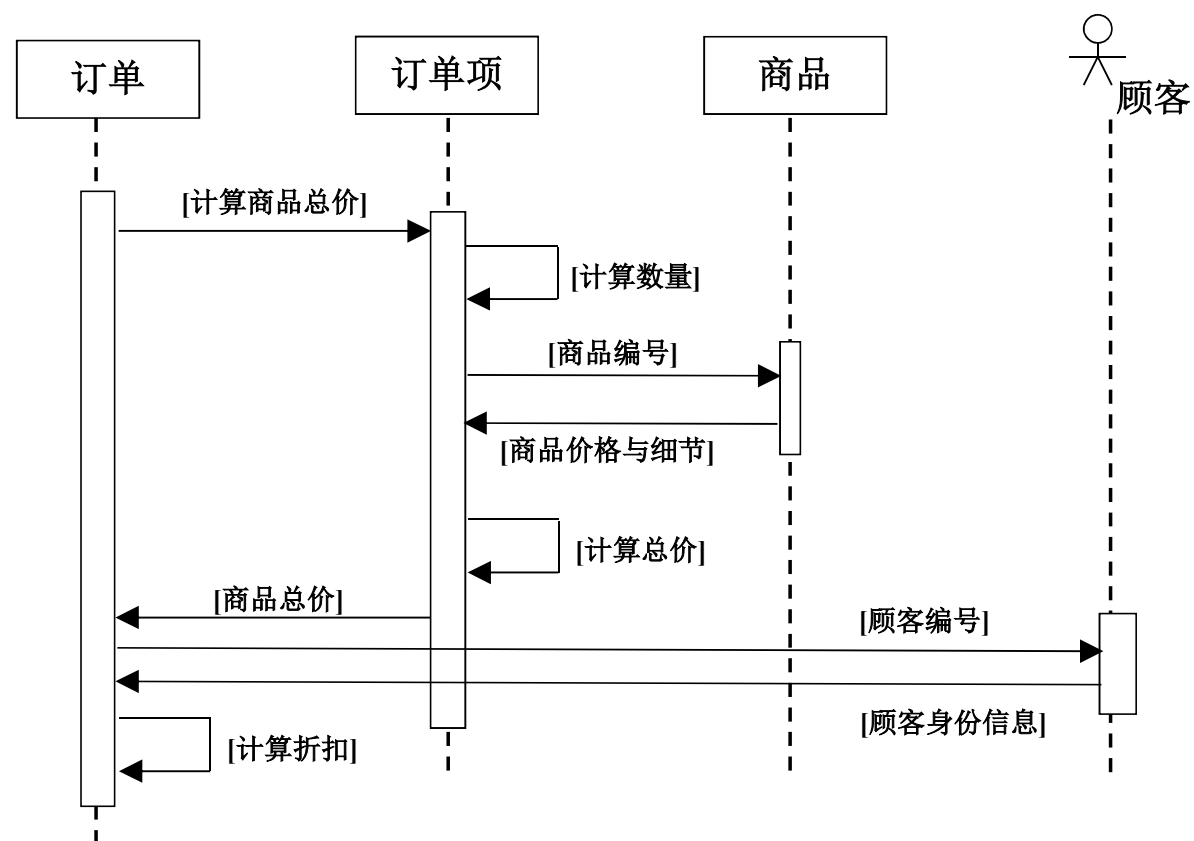 订单
订单项
商品
顾客
[计算商品总价]
[计算数量]
[商品编号]
[商品价格与细节]
[计算总价]
[商品总价]
[顾客编号]
[顾客身份信息]
[计算折扣]